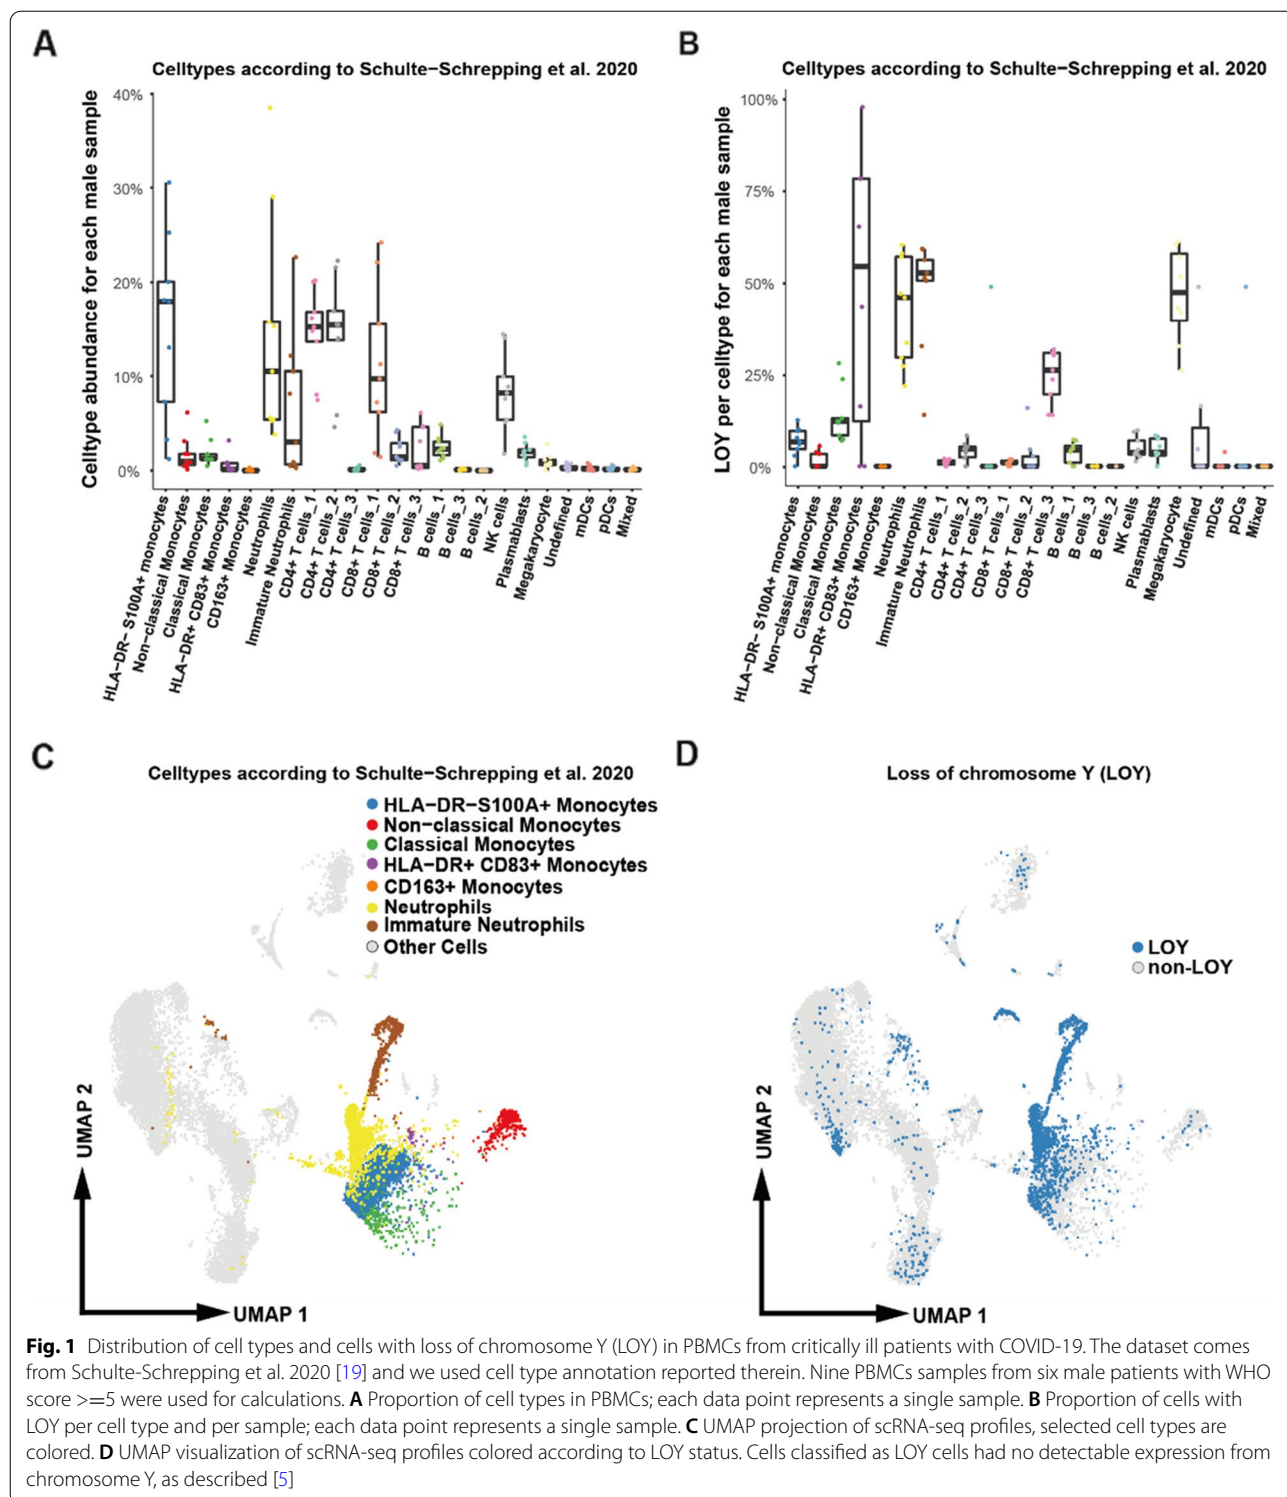 A
Celltypes according to Schulte−Schrepping et al. 2020
Celltype abundance for each male sample
40%
30%
20%
10%
0%
HLA−DR− S100A+ monocytes
Non−classical Monocytes
Classical Monocytes
HLA−DR+ CD83+ Monocytes
CD163+ Monocytes
Neutrophils
Immature Neutrophils
CD4+ T cells_1
CD4+ T cells_2
CD4+ T cells_3
CD8+ T cells_1
CD8+ T cells_2
CD8+ T cells_3
B cells_1
B cells_3
B cells_2
NK cells
Plasmablasts
Megakaryocyte
Undefined
mDCs
pDCs
Mixed
B
Celltypes according to Schulte−Schrepping et al. 2020
LOY per celltype for each male sample
100%
75%
50%
25%
0%
HLA−DR− S100A+ monocytes
Non−classical Monocytes
Classical Monocytes
HLA−DR+ CD83+ Monocytes
CD163+ Monocytes
Neutrophils
Immature Neutrophils
CD4+ T cells_1
CD4+ T cells_2
CD4+ T cells_3
CD8+ T cells_1
CD8+ T cells_2
CD8+ T cells_3
B cells_1
B cells_3
B cells_2
NK cells
Plasmablasts
Megakaryocyte
Undefined
mDCs
pDCs
Mixed
C
Celltypes according to Schulte−Schrepping et al. 2020
HLA−DR−S100A+ Monocytes
Non−classical Monocytes
Classical Monocytes
HLA−DR+ CD83+ Monocytes
CD163+ Monocytes
Neutrophils
Immature Neutrophils
Other Cells
UMAP 2
UMAP 1
D
Loss of chromosome Y (LOY)
LOY
non−LOY
UMAP 2
UMAP 1
Fig. 1 Distribution of cell types and cells with loss of chromosome Y (LOY) in PBMCs from critically ill patients with COVID-19. The dataset comes
from Schulte-Schrepping et al. 2020 [19] and we used cell type annotation reported therein. Nine PBMCs samples from six male patients with WHO
score >=5 were used for calculations. A Proportion of cell types in PBMCs; each data point represents a single sample. B Proportion of cells with
LOY per cell type and per sample; each data point represents a single sample. C UMAP projection of scRNA-seq profiles, selected cell types are
colored. D UMAP visualization of scRNA-seq profiles colored according to LOY status. Cells classified as LOY cells had no detectable expression from
chromosome Y, as described [5]